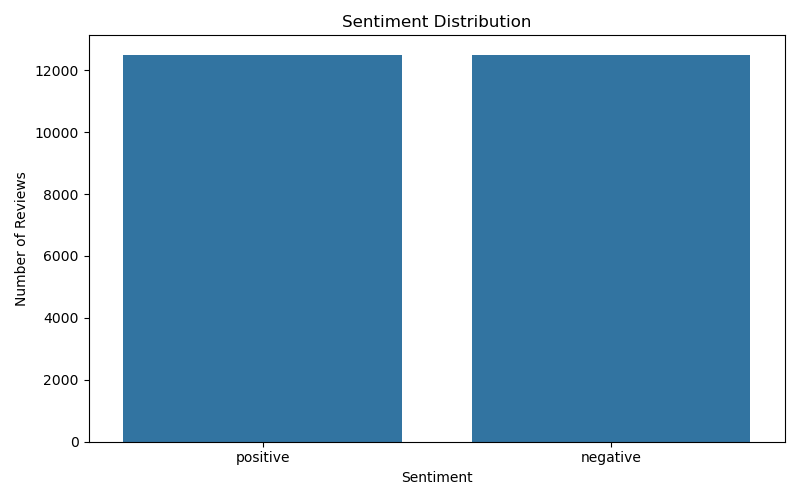 Sentiment Distribution
Number of Reviews
12000
10000
8000
6000
4000
2000
0
positive negative
Sentiment